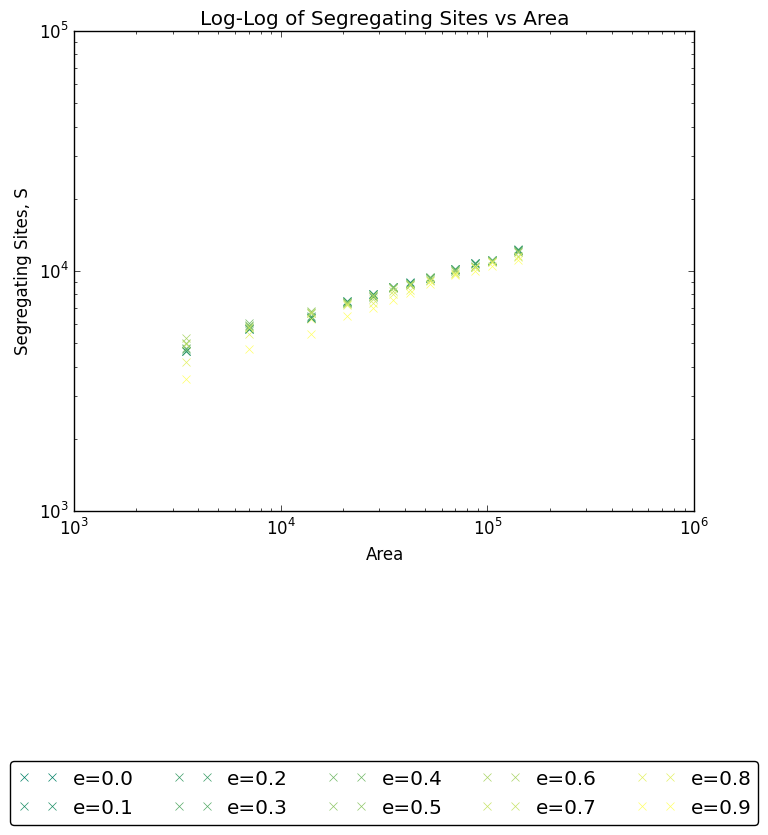 Log-Log of Segregating Sites vs Area
10^5
10^4
10^3
Segregating Sites, S
10^3 10^4 10^5 10^6
Area
e=0.0 e=0.2 e=0.4 e=0.6 e=0.8
e=0.1 e=0.3 e=0.5 e=0.7 e=0.9